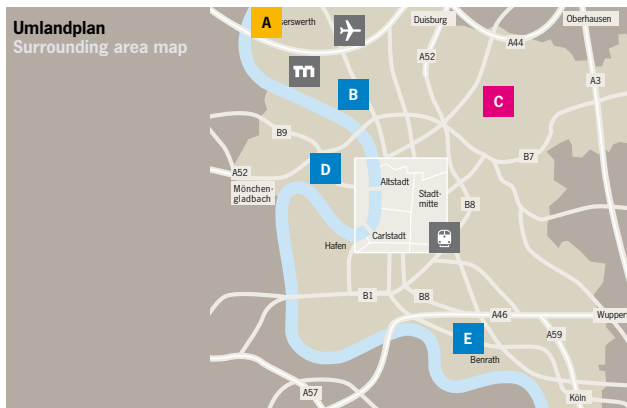 Umlandplan
Surrounding area map
A
serswerth
Duisburg
Oberhausen
A44
A52
A3
m
B
C
B9
B7
D
A52
Mönchen-
gladbach
Altstadt
Stadt-
mitte
B8
Carlstadt
Hafen
B1
B8
A46
Wuppert
A59
E
Benrath
A57
Köln